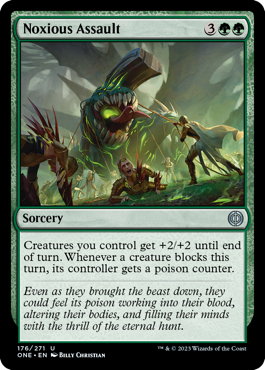 Noxious Assault 3
Sorcery
Creatures you control get +2/+2 until end
of turn. Whenever a creature blocks this
turn, its controller gets a poison counter.
Even as they brought the beast down, they
could feel its poison working into their blood,
altering their bodies, and filling their minds
with the thrill of the eternal hunt.
176/271 U
ONE • EN Billy Christian ™ & © 2023 Wizards of the Coast